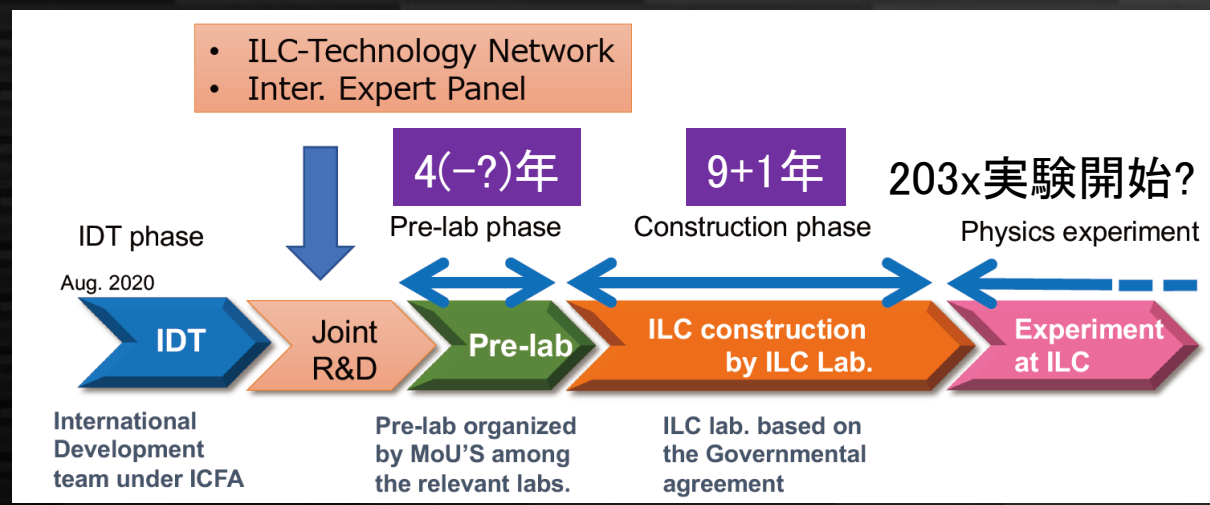 • ILC-Technology Network
• Inter. Expert Panel
4(−?)年
9+1年
203x実験開始?
IDT phase
Pre-lab phase
Construction phase
Physics experiment
Aug. 2020
IDT
Joint
R&D
Pre-lab
ILC construction
by ILC Lab.
Experiment
at ILC
International
Development
team under ICFA
Pre-lab organized
by MoU'S among
the relevant labs.
ILC lab. based on
the Governmental
agreement